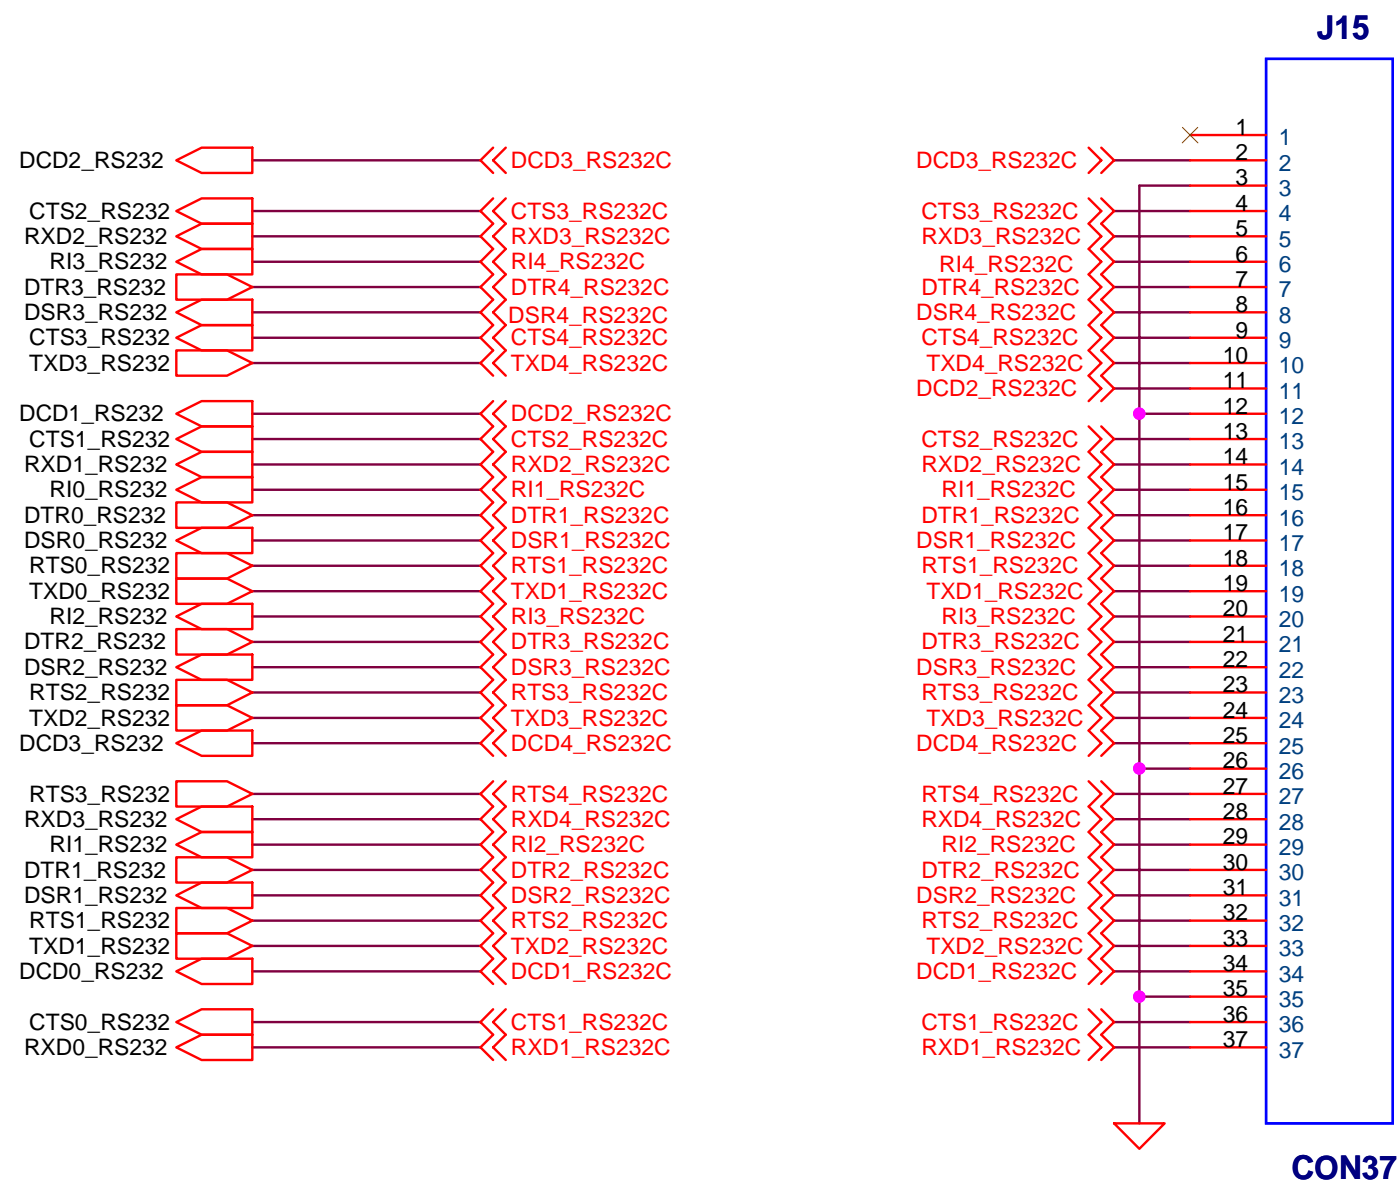 J15
1 1
DCD2_RS232 DCD3_RS232C DCD3_RS232C 2 2
3 3
CTS2_RS232 CTS3_RS232C CTS3_RS232C 4 4
RXD2_RS232 RXD3_RS232C RXD3_RS232C 5 5
RI3_RS232 RI4_RS232C RI4_RS232C 6 6
DTR3_RS232 DTR4_RS232C DTR4_RS232C 7 7
DSR3_RS232 DSR4_RS232C DSR4_RS232C 8 8
CTS3_RS232 CTS4_RS232C CTS4_RS232C 9 9
TXD3_RS232 TXD4_RS232C TXD4_RS232C 10 10
DCD2_RS232C 11 11
DCD1_RS232 DCD2_RS232C 12 12
CTS1_RS232 CTS2_RS232C CTS2_RS232C 13 13
RXD1_RS232 RXD2_RS232C RXD2_RS232C 14 14
RI0_RS232 RI1_RS232C RI1_RS232C 15 15
DTR0_RS232 DTR1_RS232C DTR1_RS232C 16 16
DSR0_RS232 DSR1_RS232C DSR1_RS232C 17 17
RTS0_RS232 RTS1_RS232C RTS1_RS232C 18 18
TXD0_RS232 TXD1_RS232C TXD1_RS232C 19 19
RI2_RS232 RI3_RS232C RI3_RS232C 20 20
DTR2_RS232 DTR3_RS232C DTR3_RS232C 21 21
DSR2_RS232 DSR3_RS232C DSR3_RS232C 22 22
RTS2_RS232 RTS3_RS232C RTS3_RS232C 23 23
TXD2_RS232 TXD3_RS232C TXD3_RS232C 24 24
DCD3_RS232 DCD4_RS232C DCD4_RS232C 25 25
26 26
RTS3_RS232 RTS4_RS232C RTS4_RS232C 27 27
RXD3_RS232 RXD4_RS232C RXD4_RS232C 28 28
RI1_RS232 RI2_RS232C RI2_RS232C 29 29
DTR1_RS232 DTR2_RS232C DTR2_RS232C 30 30
DSR1_RS232 DSR2_RS232C DSR2_RS232C 31 31
RTS1_RS232 RTS2_RS232C RTS2_RS232C 32 32
TXD1_RS232 TXD2_RS232C TXD2_RS232C 33 33
DCD0_RS232 DCD1_RS232C DCD1_RS232C 34 34
35 35
CTS0_RS232 CTS1_RS232C CTS1_RS232C 36 36
RXD0_RS232 RXD1_RS232C RXD1_RS232C 37 37
CON37